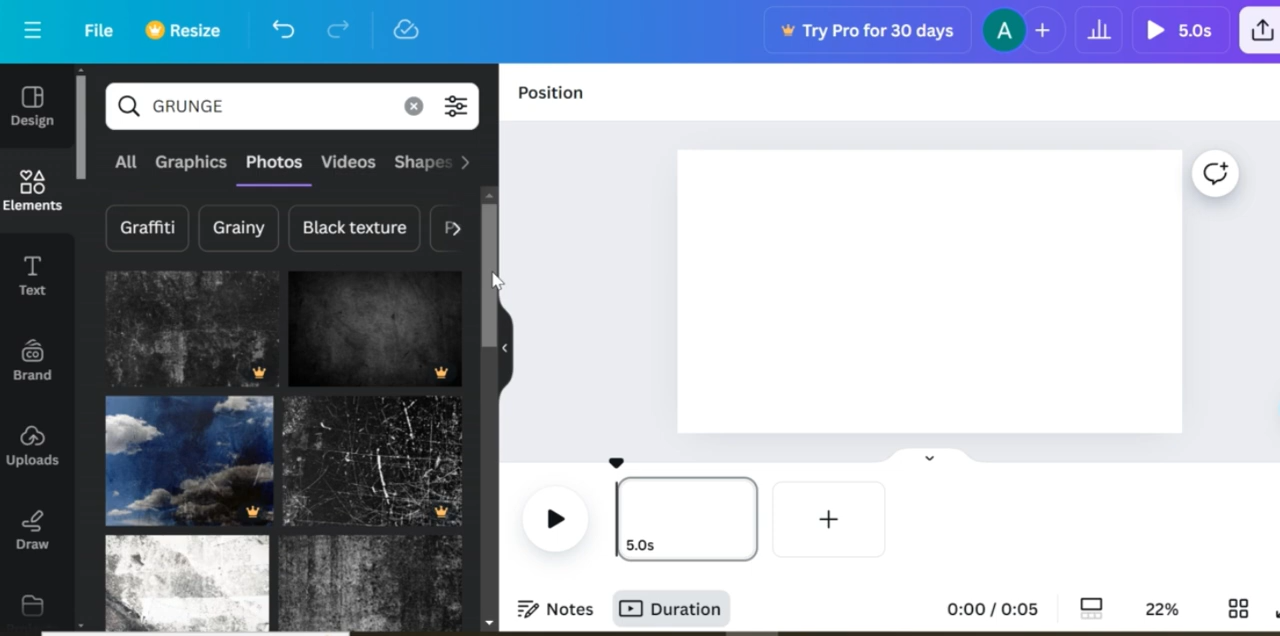 File
Resize
Try Pro for 30 days
A
5.0s
Design
Elements
Text
Brand
co
Uploads
Draw
GRUNGE
All
Graphics
Photos
Videos
Shapes
Graffiti
Grainy
Black texture
Position
5.0s
Notes
Duration
0:00 / 0:05
22%